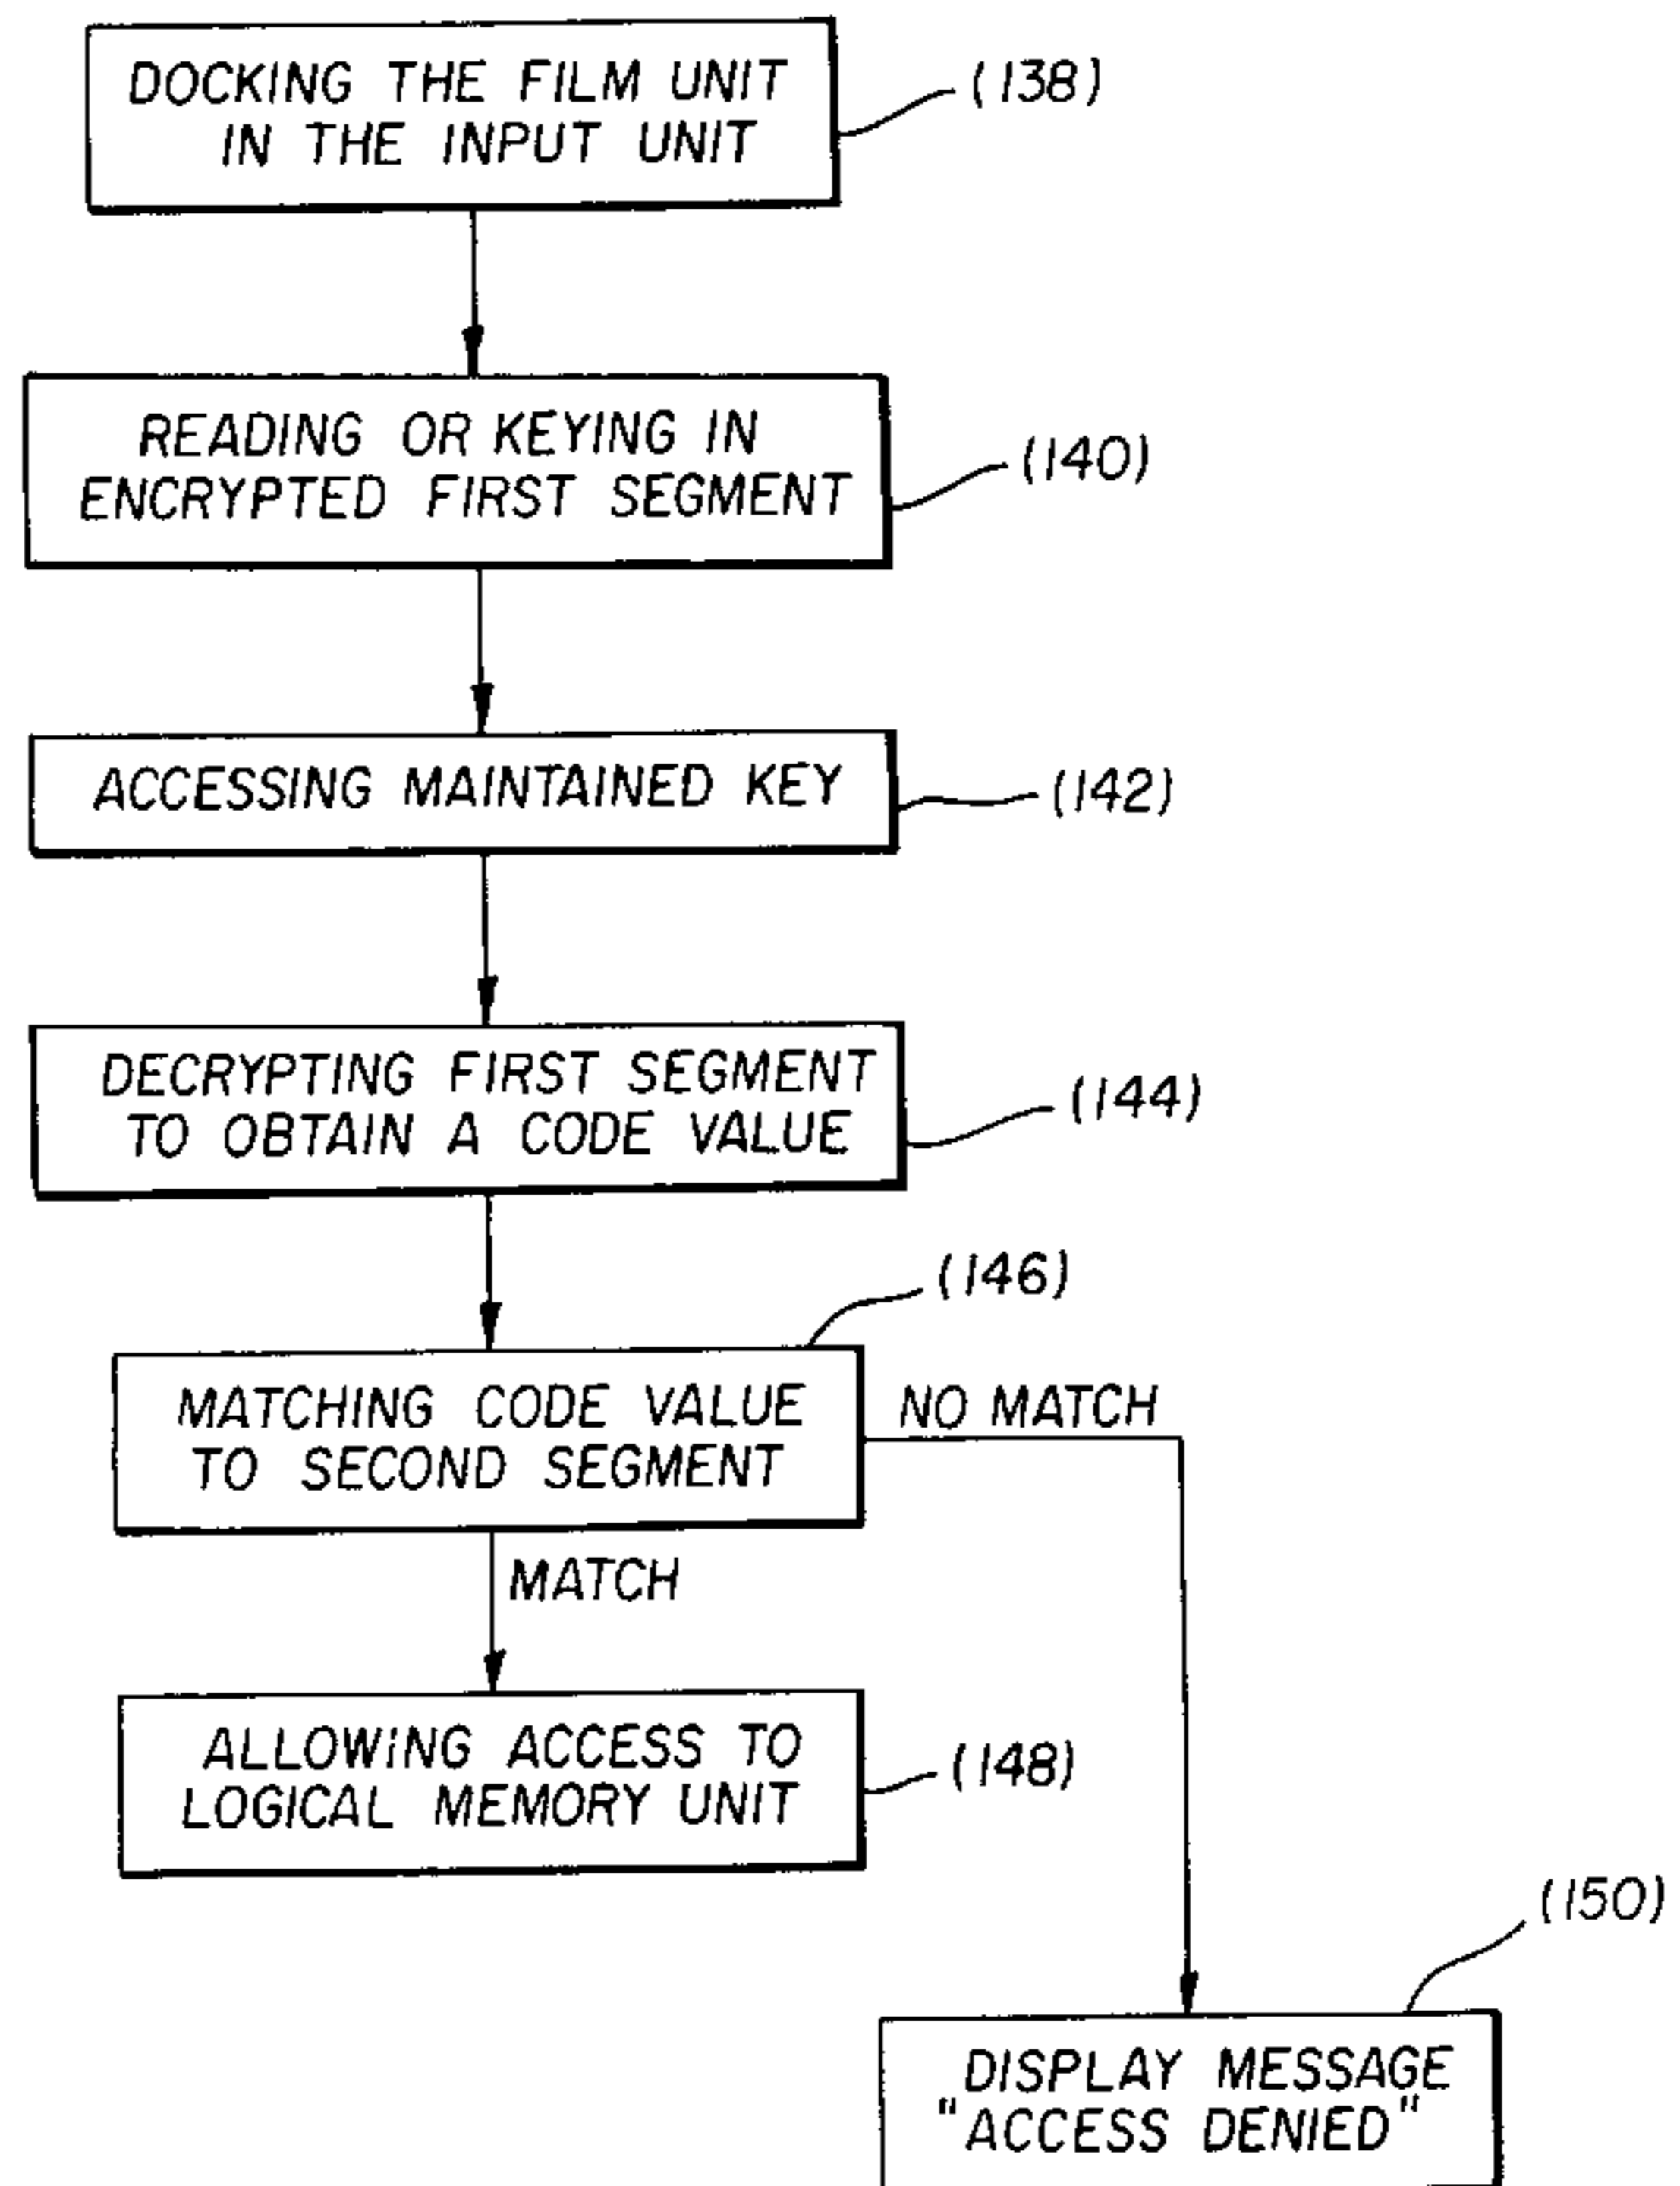 DOCKING THE FILM UNIT
IN THE INPUT UNIT
(138)
READING OR KEYING IN
ENCRYPTED FIRST SEGMENT
(140)
ACCESSING MAINTAINED KEY
(142)
DECRYPTING FIRST SEGMENT
TO OBTAIN A CODE VALUE
(144)
(146)
MATCHING CODE VALUE
TO SECOND SEGMENT
NO MATCH
MATCH
ALLOWING ACCESS TO
LOGICAL MEMORY UNIT
(148)
(150)
DISPLAY MESSAGE
"ACCESS DENIED"